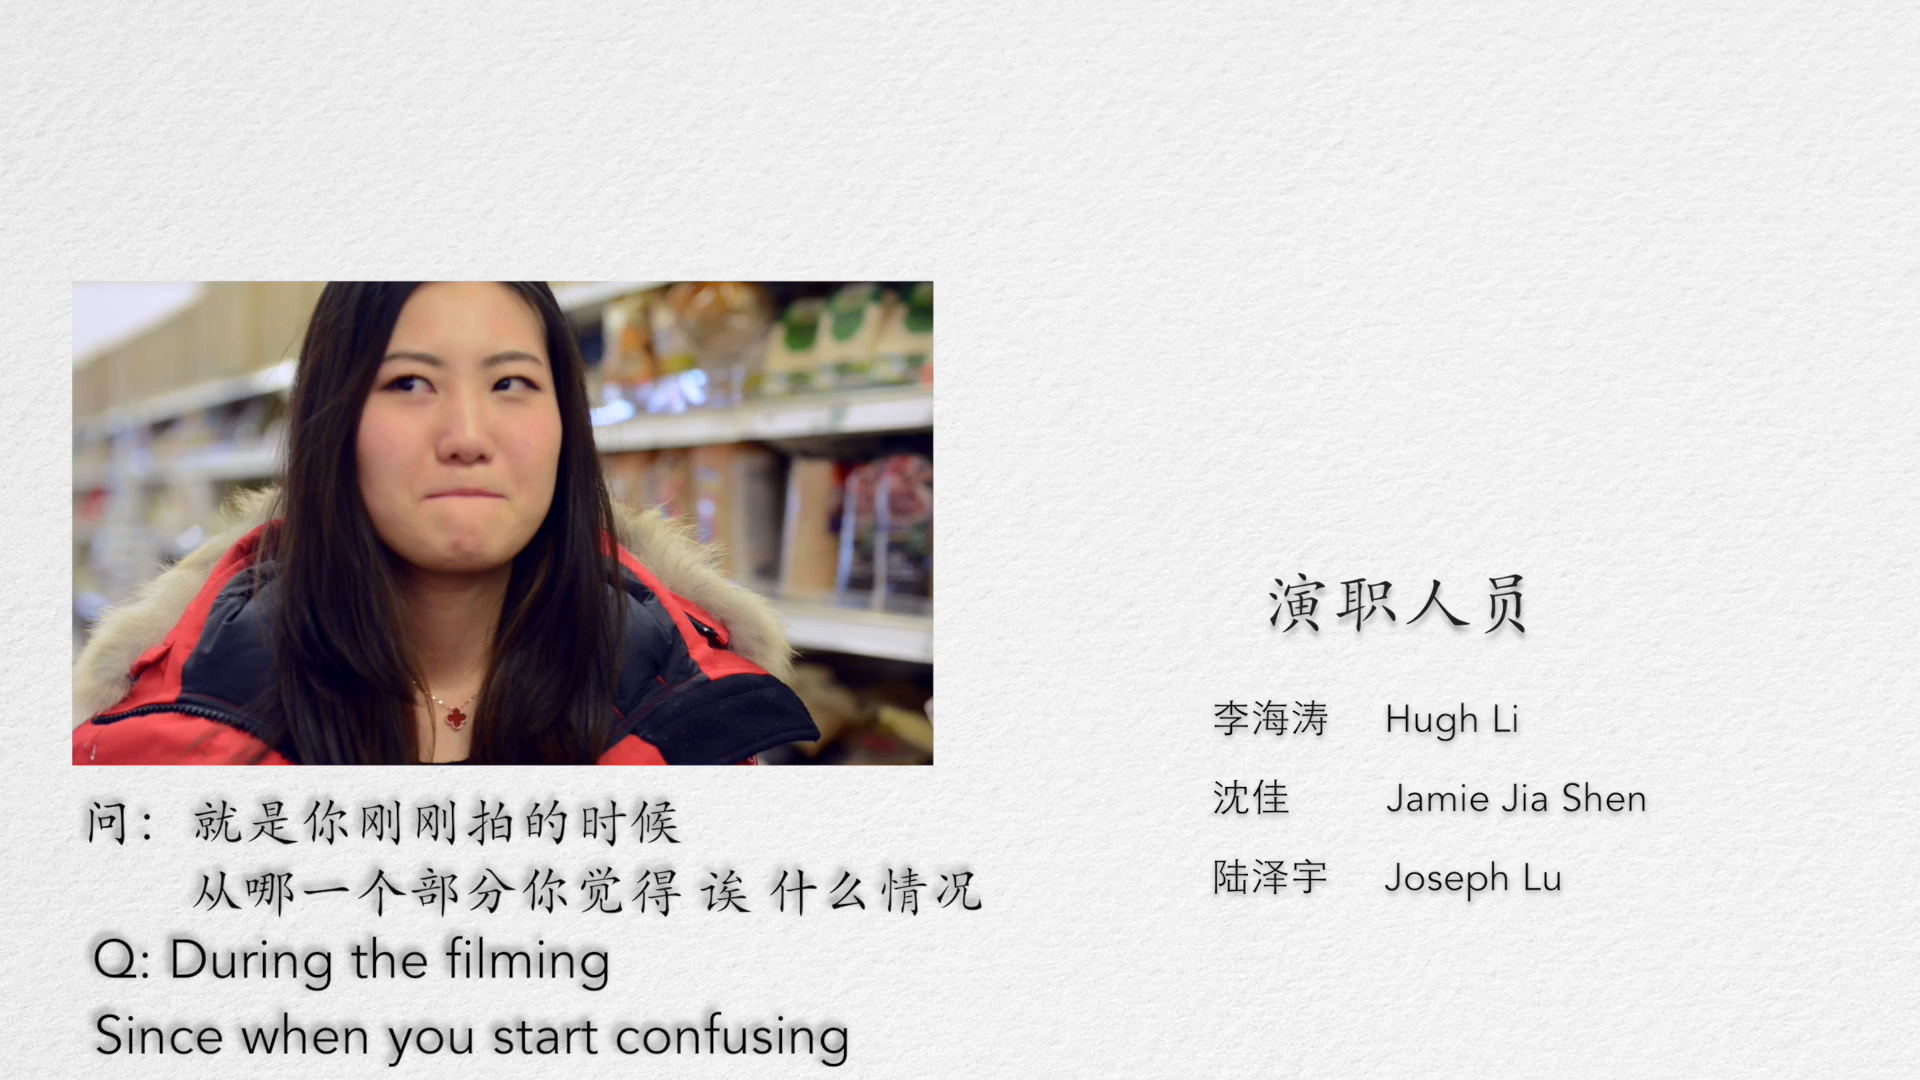 问：就是你刚刚拍的时候
从哪一个部分你觉得 诶 什么情况
Q: During the filming
Since when you start confusing
演职人员
李海涛 Hugh Li
沈佳 Jamie Jia Shen
陆泽宇 Joseph Lu